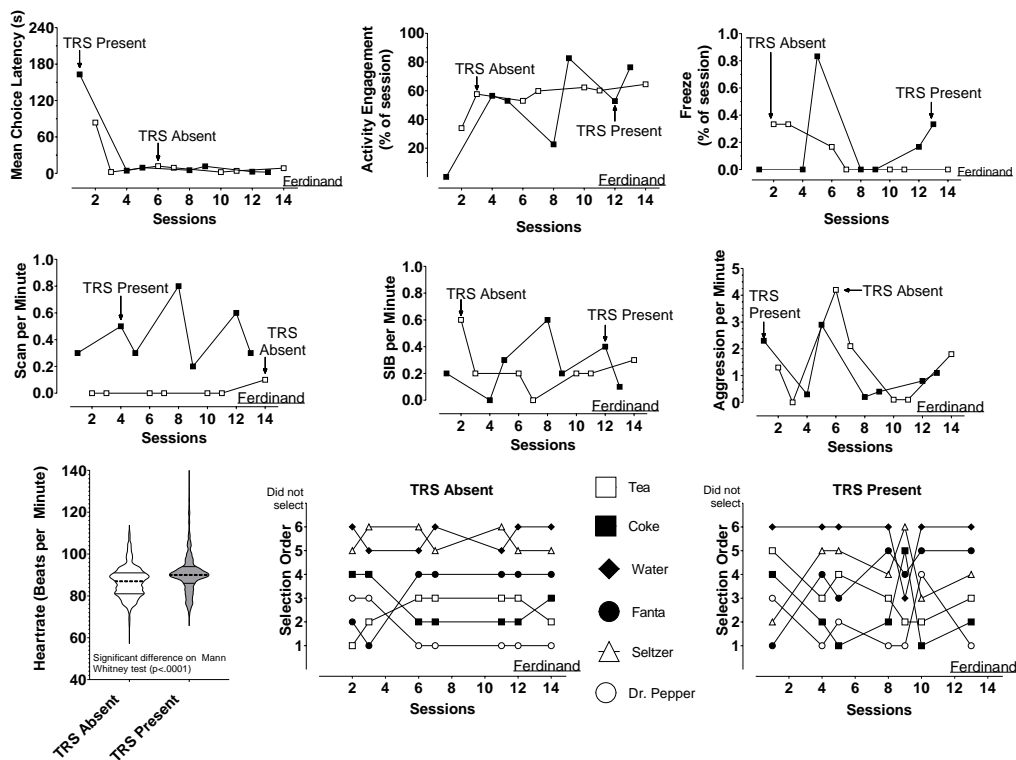 Mean Choice Latency (s)
240
180
120
60
0
TRS Present
TRS Absent
Ferdinand
2 4 6 8 10 12 14
Sessions
Activity Engagement
(% of session)
100
80
60
40
20
TRS Absent
TRS Present
Ferdinand
2 4 6 8 10 12 14
Sessions
Freeze
(% of session)
1.0
0.8
0.6
0.4
0.2
0.0
TRS Absent
TRS Present
Ferdinand
2 4 6 8 10 12 14
Sessions
Scan per Minute
1.0
0.8
0.6
0.4
0.2
0.0
TRS Present
TRS
Absent
Ferdinand
2 4 6 8 10 12 14
Sessions
SIB per Minute
1.0
0.8
0.6
0.4
0.2
0.0
TRS Absent
TRS Present
Ferdinand
2 4 6 8 10 12 14
Sessions
Aggression per Minute
5
4
3
2
1
0
TRS
Present
TRS Absent
Ferdinand
2 4 6 8 10 12 14
Sessions
Heartrate (Beats per Minute)
140
120
100
80
60
40
Significant difference on Mann
Whitney test (p<.0001)
TRS Absent
TRS Present
TRS Absent
Did not
select
Selection Order
6
5
4
3
2
1
Ferdinand
2 4 6 8 10 12 14
Sessions
Tea
Coke
Water
Fanta
Seltzer
Dr. Pepper
TRS Present
Did not
select
Selection Order
6
5
4
3
2
1
Ferdinand
2 4 6 8 10 12 14
Sessions